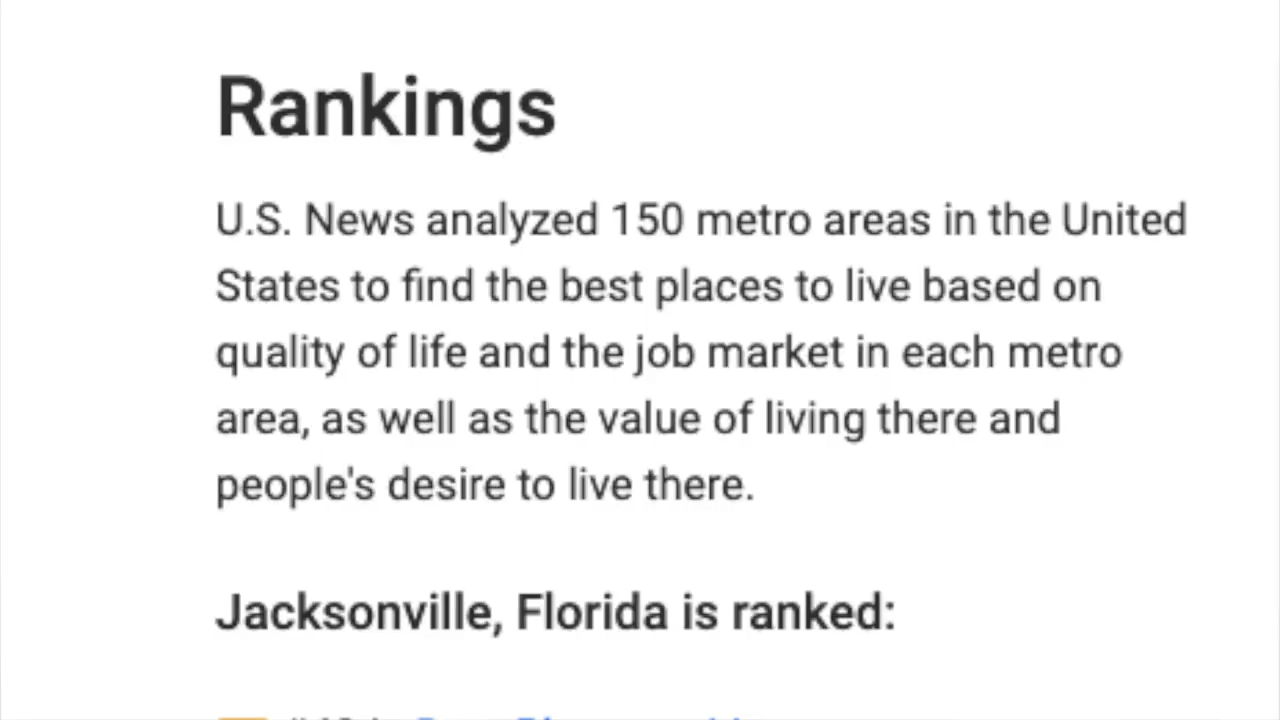 Rankings
U.S. News analyzed 150 metro areas in the United
States to find the best places to live based on
quality of life and the job market in each metro
area, as well as the value of living there and
people's desire to live there.
Jacksonville, Florida is ranked: